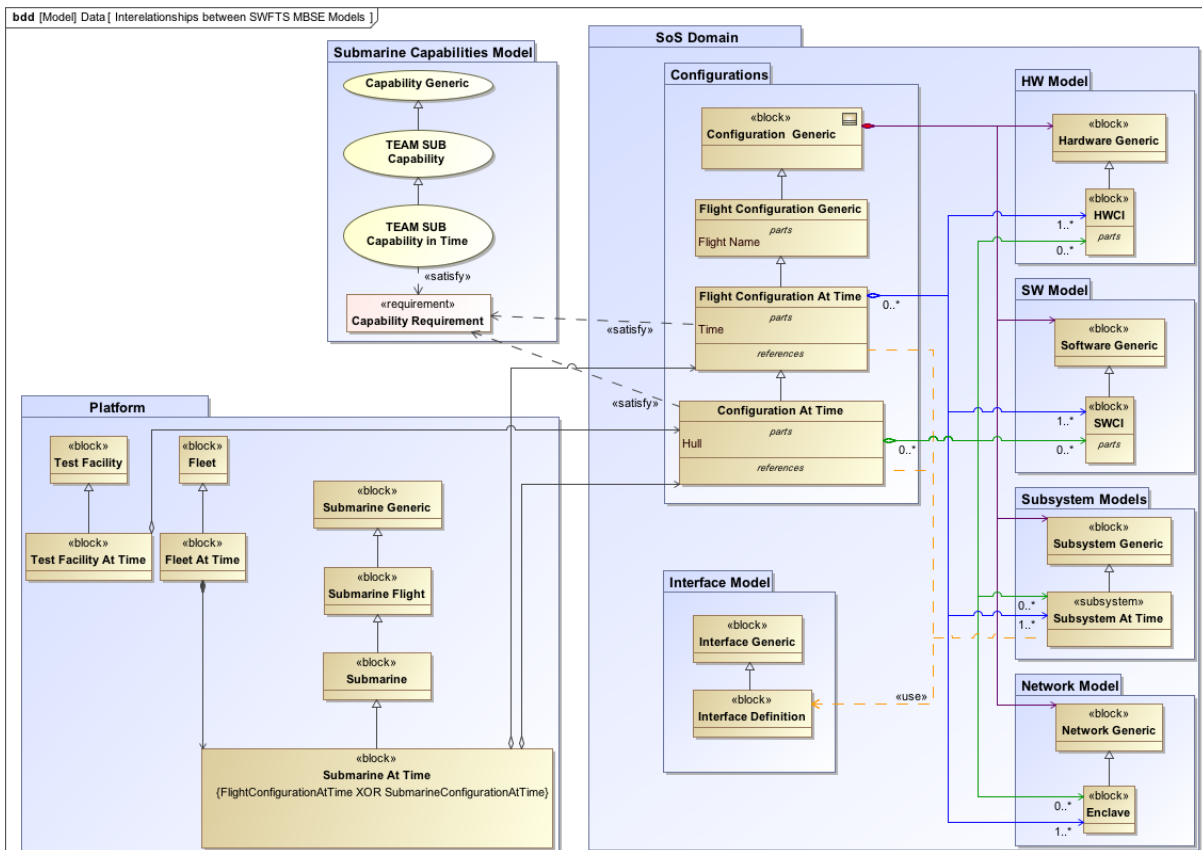 bdd [Model] Data [ Interelationships between SWFTS MBSE Models ]
Submarine Capabilities Model
Capability Generic
TEAM SUB
Capability
TEAM SUB
Capability in Time
«satisfy»
«requirement»
Capability Requirement
SoS Domain
Configurations
«block»
Configuration  Generic
Flight Configuration Generic
parts
Flight Name
Flight Configuration At Time
parts
Time
references
0..*
«satisfy»
«satisfy»
Configuration At Time
parts
Hull
references
0..*
HW Model
«block»
Hardware Generic
«block»
HWCI
parts
1..*
0..*
SW Model
«block»
Software Generic
«block»
SWCI
parts
1..*
0..*
Subsystem Models
«block»
Subsystem Generic
«subsystem»
Subsystem At Time
0..*
1..*
Network Model
«block»
Network Generic
«block»
Enclave
0..*
1..*
Interface Model
«block»
Interface Generic
«block»
Interface Definition
«use»
Platform
«block»
Test Facility
«block»
Fleet
«block»
Test Facility At Time
«block»
Fleet At Time
«block»
Submarine Generic
«block»
Submarine Flight
«block»
Submarine
«block»
Submarine At Time
{FlightConfigurationAtTime XOR SubmarineConfigurationAtTime}